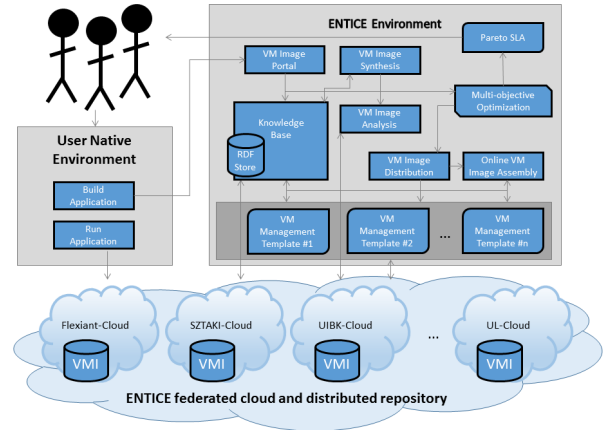 ENTICE Environment
Pareto SLA
VM Image
Portal
VM Image
Synthesis
Multi-objective
Optimization
User Native
Environment
Knowledge
Base
RDF
Store
VM Image
Analysis
Build
Application
VM Image
Distribution
Online VM
Image Assembly
Run
Application
VM
Management
Template #1
VM
Management
Template #2
...
VM
Management
Template #n
Flexiant-Cloud
SZTAKI-Cloud
UIBK-Cloud
...
UL-Cloud
VMI
VMI
VMI
VMI
ENTICE federated cloud and distributed repository